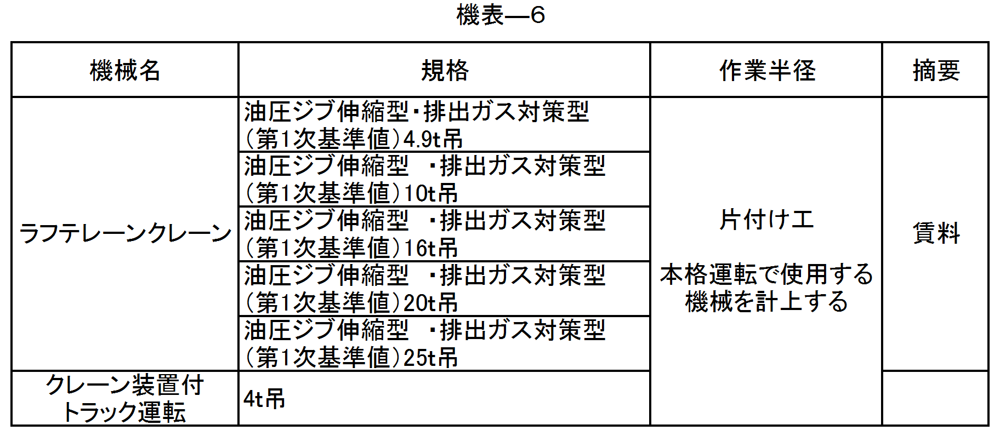 機表―6
機械名 規格 作業半径 摘要
油圧ジブ伸縮型・排出ガス対策型
（第1次基準値）4.9t吊
油圧ジブ伸縮型　・排出ガス対策型
（第1次基準値）10t吊
ラフテレーンクレーン
油圧ジブ伸縮型　・排出ガス対策型
（第1次基準値）16t吊
油圧ジブ伸縮型　・排出ガス対策型
（第1次基準値）20t吊
油圧ジブ伸縮型　・排出ガス対策型
（第1次基準値）25t吊
片付け工
本格運転で使用する
機械を計上する
賃料
クレーン装置付
トラック運転
4t吊